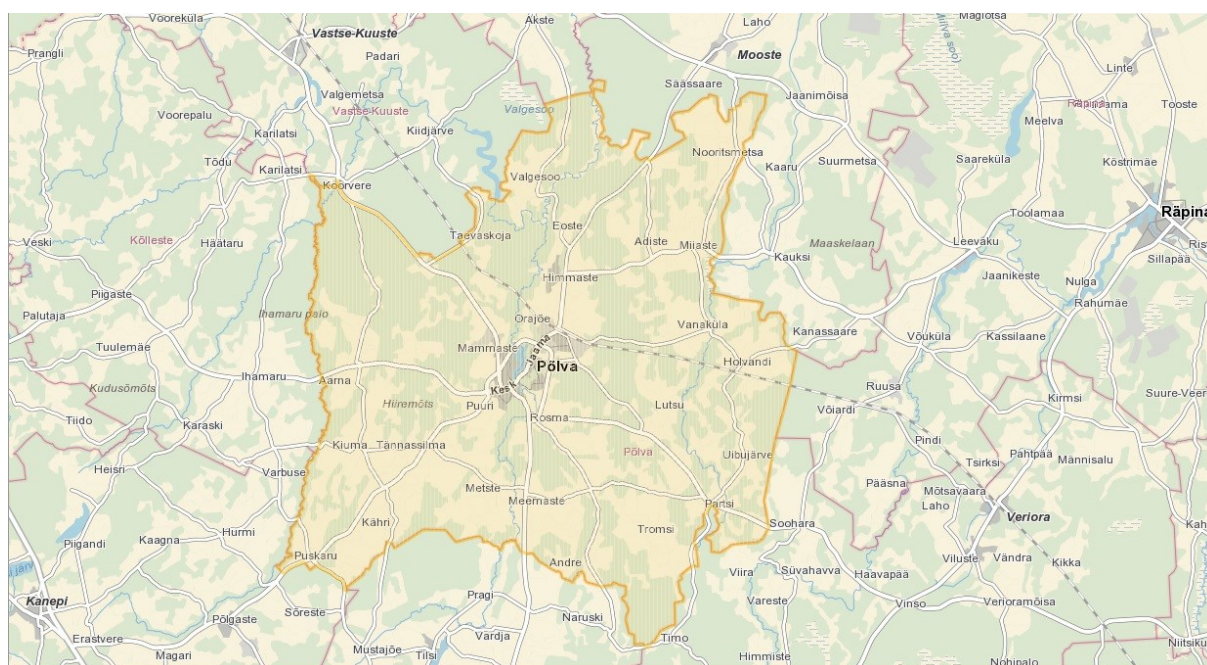 Akste
Laho
Maglotsa
Vooreküla
Vastse-Kuuste
Prangli
Padari
Mooste
Linte
Säässaare
Valgemetsa
Jaanimõisa
Tooste
Voorepalu
Vastse-Kuuste
Valgesoo
Meelva
Karilatsi
Kiidjärve
Tõdu
Nooritsmetsa
Suurmetsa
Saareküla
Köstrimäe
Karilatsi
Koorvere
Valgesoo
Kaaru
Räpina
Toolamaa
Kõlleste
Häätaru
Taevaskoja
Eoste
Adiste
Miiaste
Maaskelaan
Leevaku
Veski
Kauksi
Sillapää
Himmaste
Jaanikeste
Nulga
Piigaste
Rahumäe
Palutaja
Ihamaru palo
Orajõe
Vanaküla
Kanassaare
Võuküla
Kassilaane
Tuulemäe
Mammaste
Jaama
Põlva
Holvandi
Ihamaru
Aarna
Kesk
Ruusa
Kudusõmõts
Hiiremõts
Puuri
Lutsu
Võiardi
Kirmsi
Suure-Veer
Tiido
Karaski
Rosma
Kiuma
Tännassilma
Põlva
Uibujärve
Pindi
Pahtpää
Heisri
Varbuse
Tsirksi
Männisalu
Metste
Meemaste
Partsi
Pääsna
Mõtsavaara
Laho
Kähri
Tromsi
Soohara
Veriora
Hurmi
Kaagna
Piigandi
Puskaru
Andre
Viira
Süvahavva
Haavapää
Viluste
Vändra
Kikka
Kanepi
Sõreste
Pragi
Vareste
Vinso
Verioramõisa
Põlgaste
Naruski
Erastvere
Vardja
Timo
Niitsiku
Magari
Mustajõe
Tilsi
Himmiste
Nohipalo